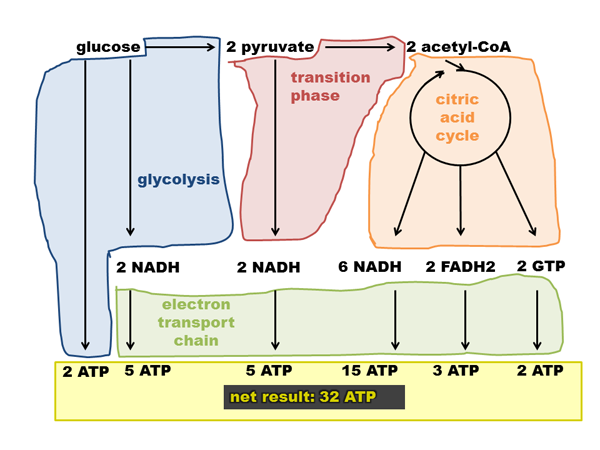 glucose
2 pyruvate
2 acetyl-CoA
transition
phase
citric
acid
cycle
glycolysis
2 NADH
2 NADH
6 NADH
2 FADH2
2 GTP
electron
transport
chain
2 ATP
5 ATP
5 ATP
15 ATP
3 ATP
2 ATP
net result: 32 ATP